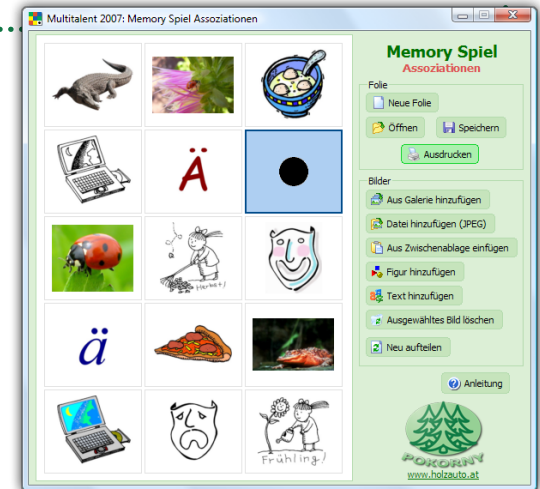 Multitalent 2007: Memory Spiel Assoziationen
Memory Spiel
Assoziationen
Folie
Neue Folie
Öffnen Speichern
Ausdrucken
Bilder
Aus Galerie hinzufügen
Datei hinzufügen (JPEG)
Aus Zwischenablage einfügen
Figur hinzufügen
Text hinzufügen
Ausgewähltes Bild löschen
Neu aufteilen
Anleitung
POKORNY
www.holzauto.at
Ä
Herbst!
ä
Frühling!